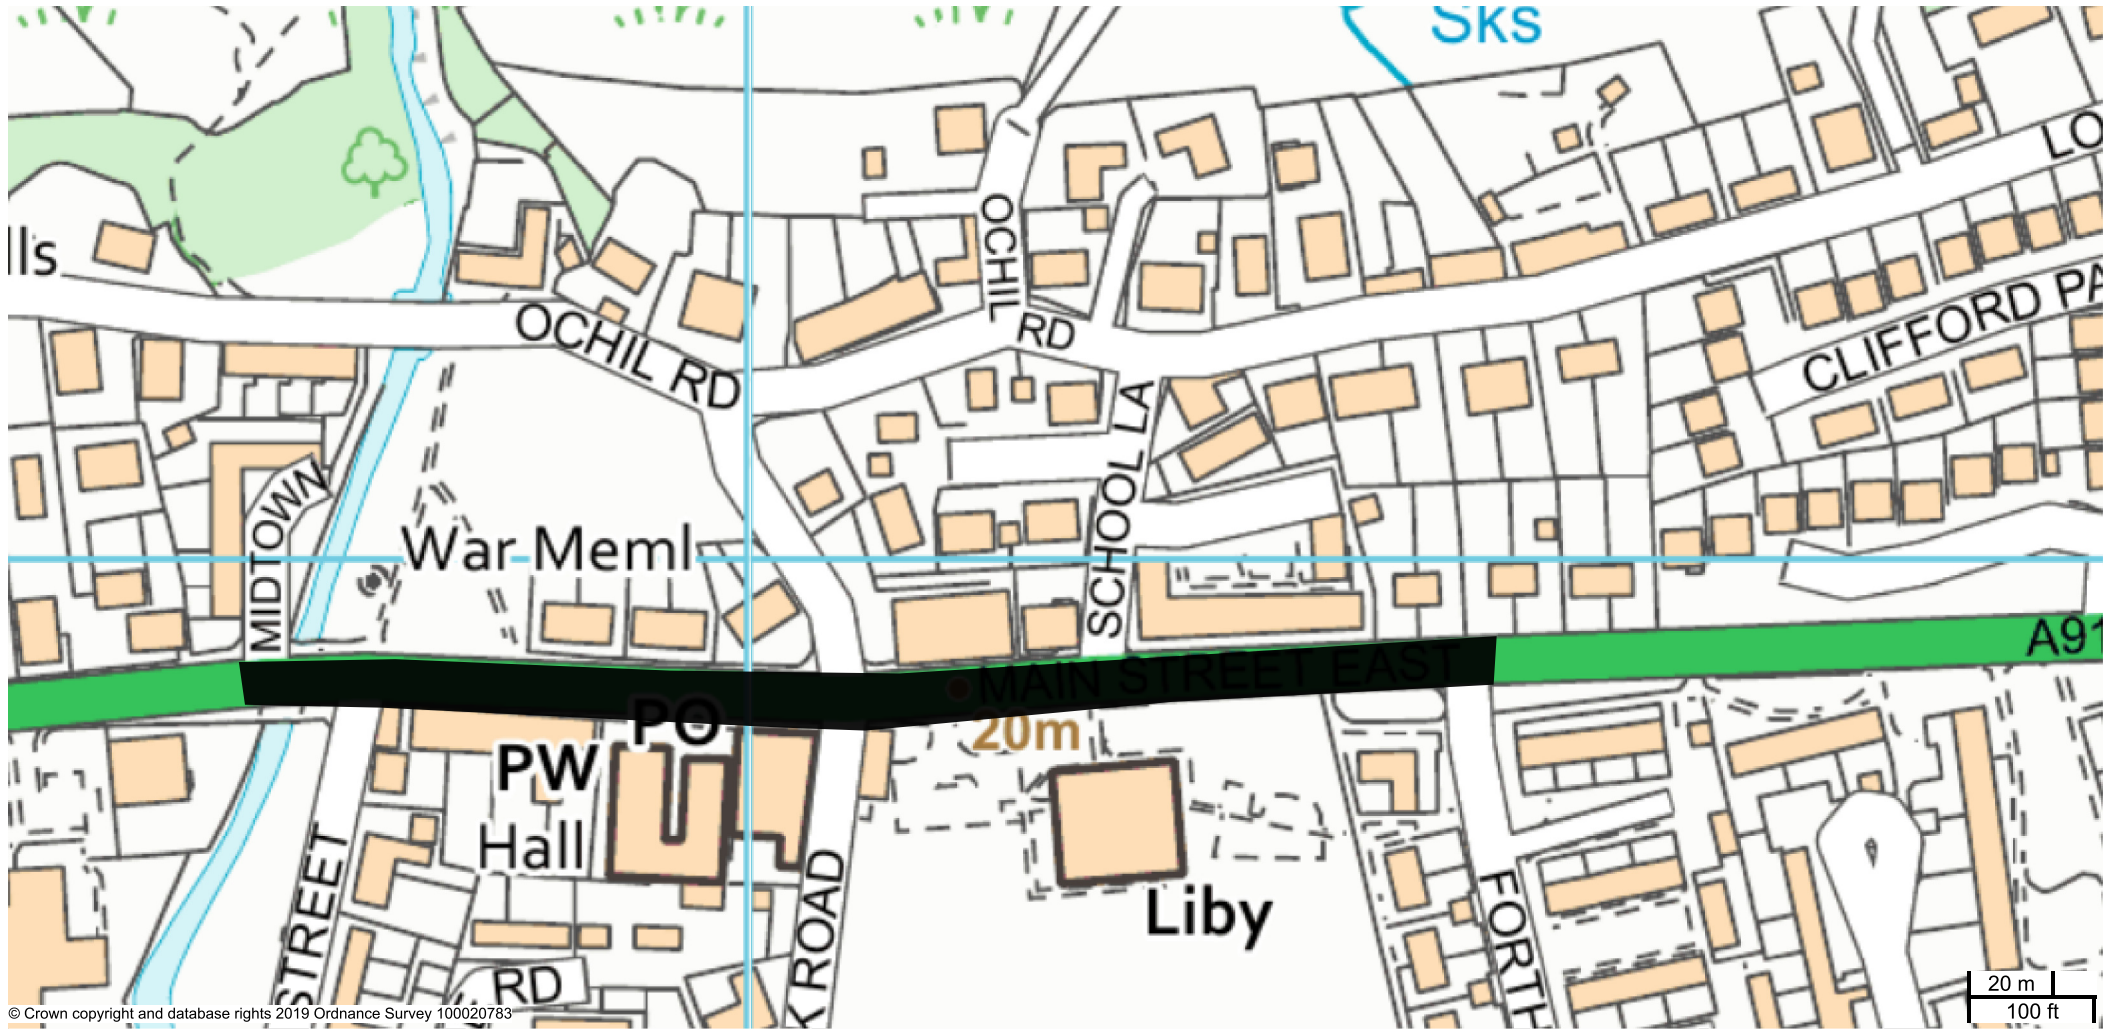 Sks
LO
OCHIL
lls
RD
OCHIL RD
CLIFFORD PA
SCHOOL LA
MIDTOWN
War Meml
A91
MAIN STREET EAST
PO
20m
PW
Hall
Liby
STREET
K ROAD
FORTH
RD
20 m
100 ft
© Crown copyright and database rights 2019 Ordnance Survey 100020783